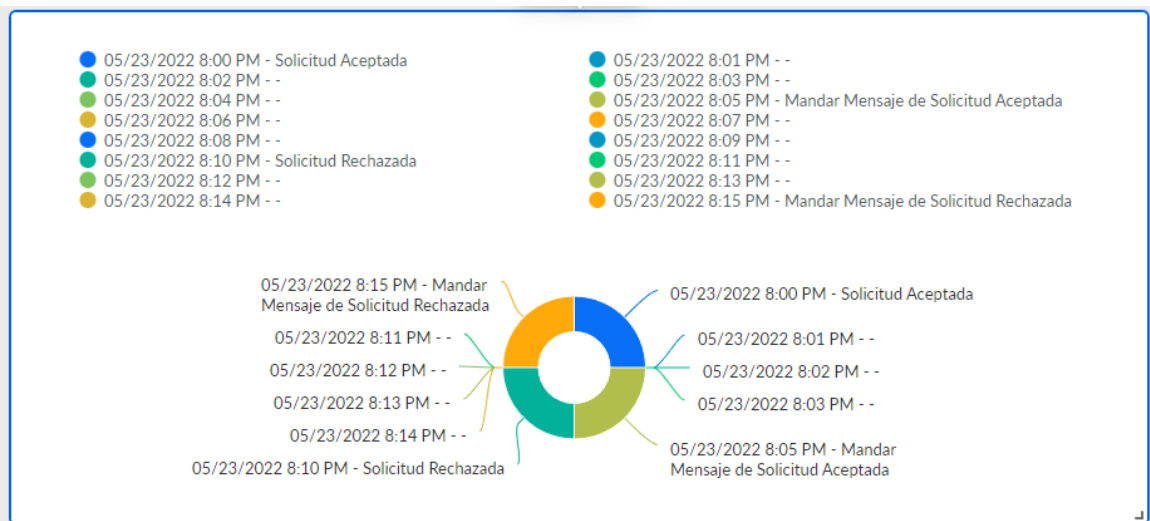 05/23/2022 8:00 PM - Solicitud Aceptada
05/23/2022 8:02 PM - -
05/23/2022 8:04 PM - -
05/23/2022 8:06 PM - -
05/23/2022 8:08 PM - -
05/23/2022 8:10 PM - Solicitud Rechazada
05/23/2022 8:12 PM - -
05/23/2022 8:14 PM - -
05/23/2022 8:01 PM - -
05/23/2022 8:03 PM - -
05/23/2022 8:05 PM - Mandar Mensaje de Solicitud Aceptada
05/23/2022 8:07 PM - -
05/23/2022 8:09 PM - -
05/23/2022 8:11 PM - -
05/23/2022 8:13 PM - -
05/23/2022 8:15 PM - Mandar Mensaje de Solicitud Rechazada
05/23/2022 8:15 PM - Mandar
Mensaje de Solicitud Rechazada
05/23/2022 8:11 PM - -
05/23/2022 8:12 PM - -
05/23/2022 8:13 PM - -
05/23/2022 8:14 PM - -
05/23/2022 8:10 PM - Solicitud Rechazada
05/23/2022 8:00 PM - Solicitud Aceptada
05/23/2022 8:01 PM - -
05/23/2022 8:02 PM - -
05/23/2022 8:03 PM - -
05/23/2022 8:05 PM - Mandar
Mensaje de Solicitud Aceptada